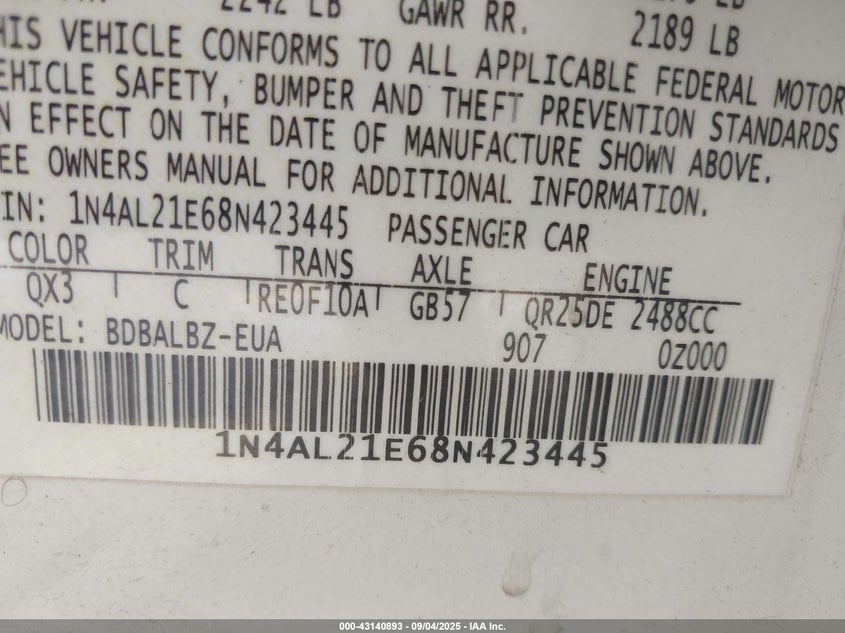 2242 LB GAWR RR. 2189 LB
HIS VEHICLE CONFORMS TO ALL APPLICABLE FEDERAL MOTOR
EHICLE SAFETY, BUMPER AND THEFT PREVENTION STANDARDS
N EFFECT ON THE DATE OF MANUFACTURE SHOWN ABOVE.
EE OWNERS MANUAL FOR ADDITIONAL INFORMATION.
IN: 1N4AL21E68N423445 PASSENGER CAR
COLOR TRIM TRANS AXLE ENGINE
QX3 C RE0F10A GB57 QR25DE 2488CC
MODEL: BDBALBZ-EUA 907 0Z000
1N4AL21E68N423445
000-43140893 - 09/04/2025 - IAA Inc.